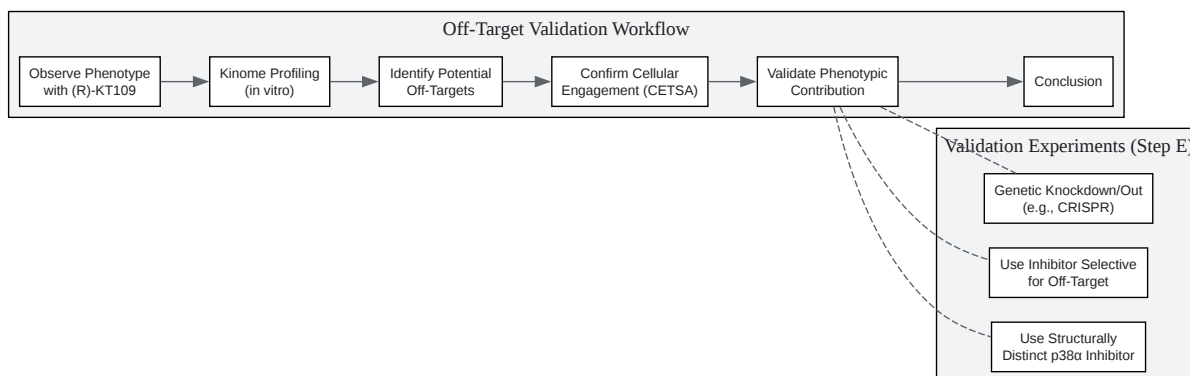 Off-Target Validation Workflow
Observe Phenotype
with (R)-KT109
Kinome Profiling
(in vitro)
Identify Potential
Off-Targets
Confirm Cellular
Engagement (CETSA)
Validate Phenotypic
Contribution
Conclusion
Validation Experiments (Step E)
Genetic Knockdown/Out
(e.g., CRISPR)
Use Inhibitor Selective
for Off-Target
Use Structurally
Distinct p38α Inhibitor